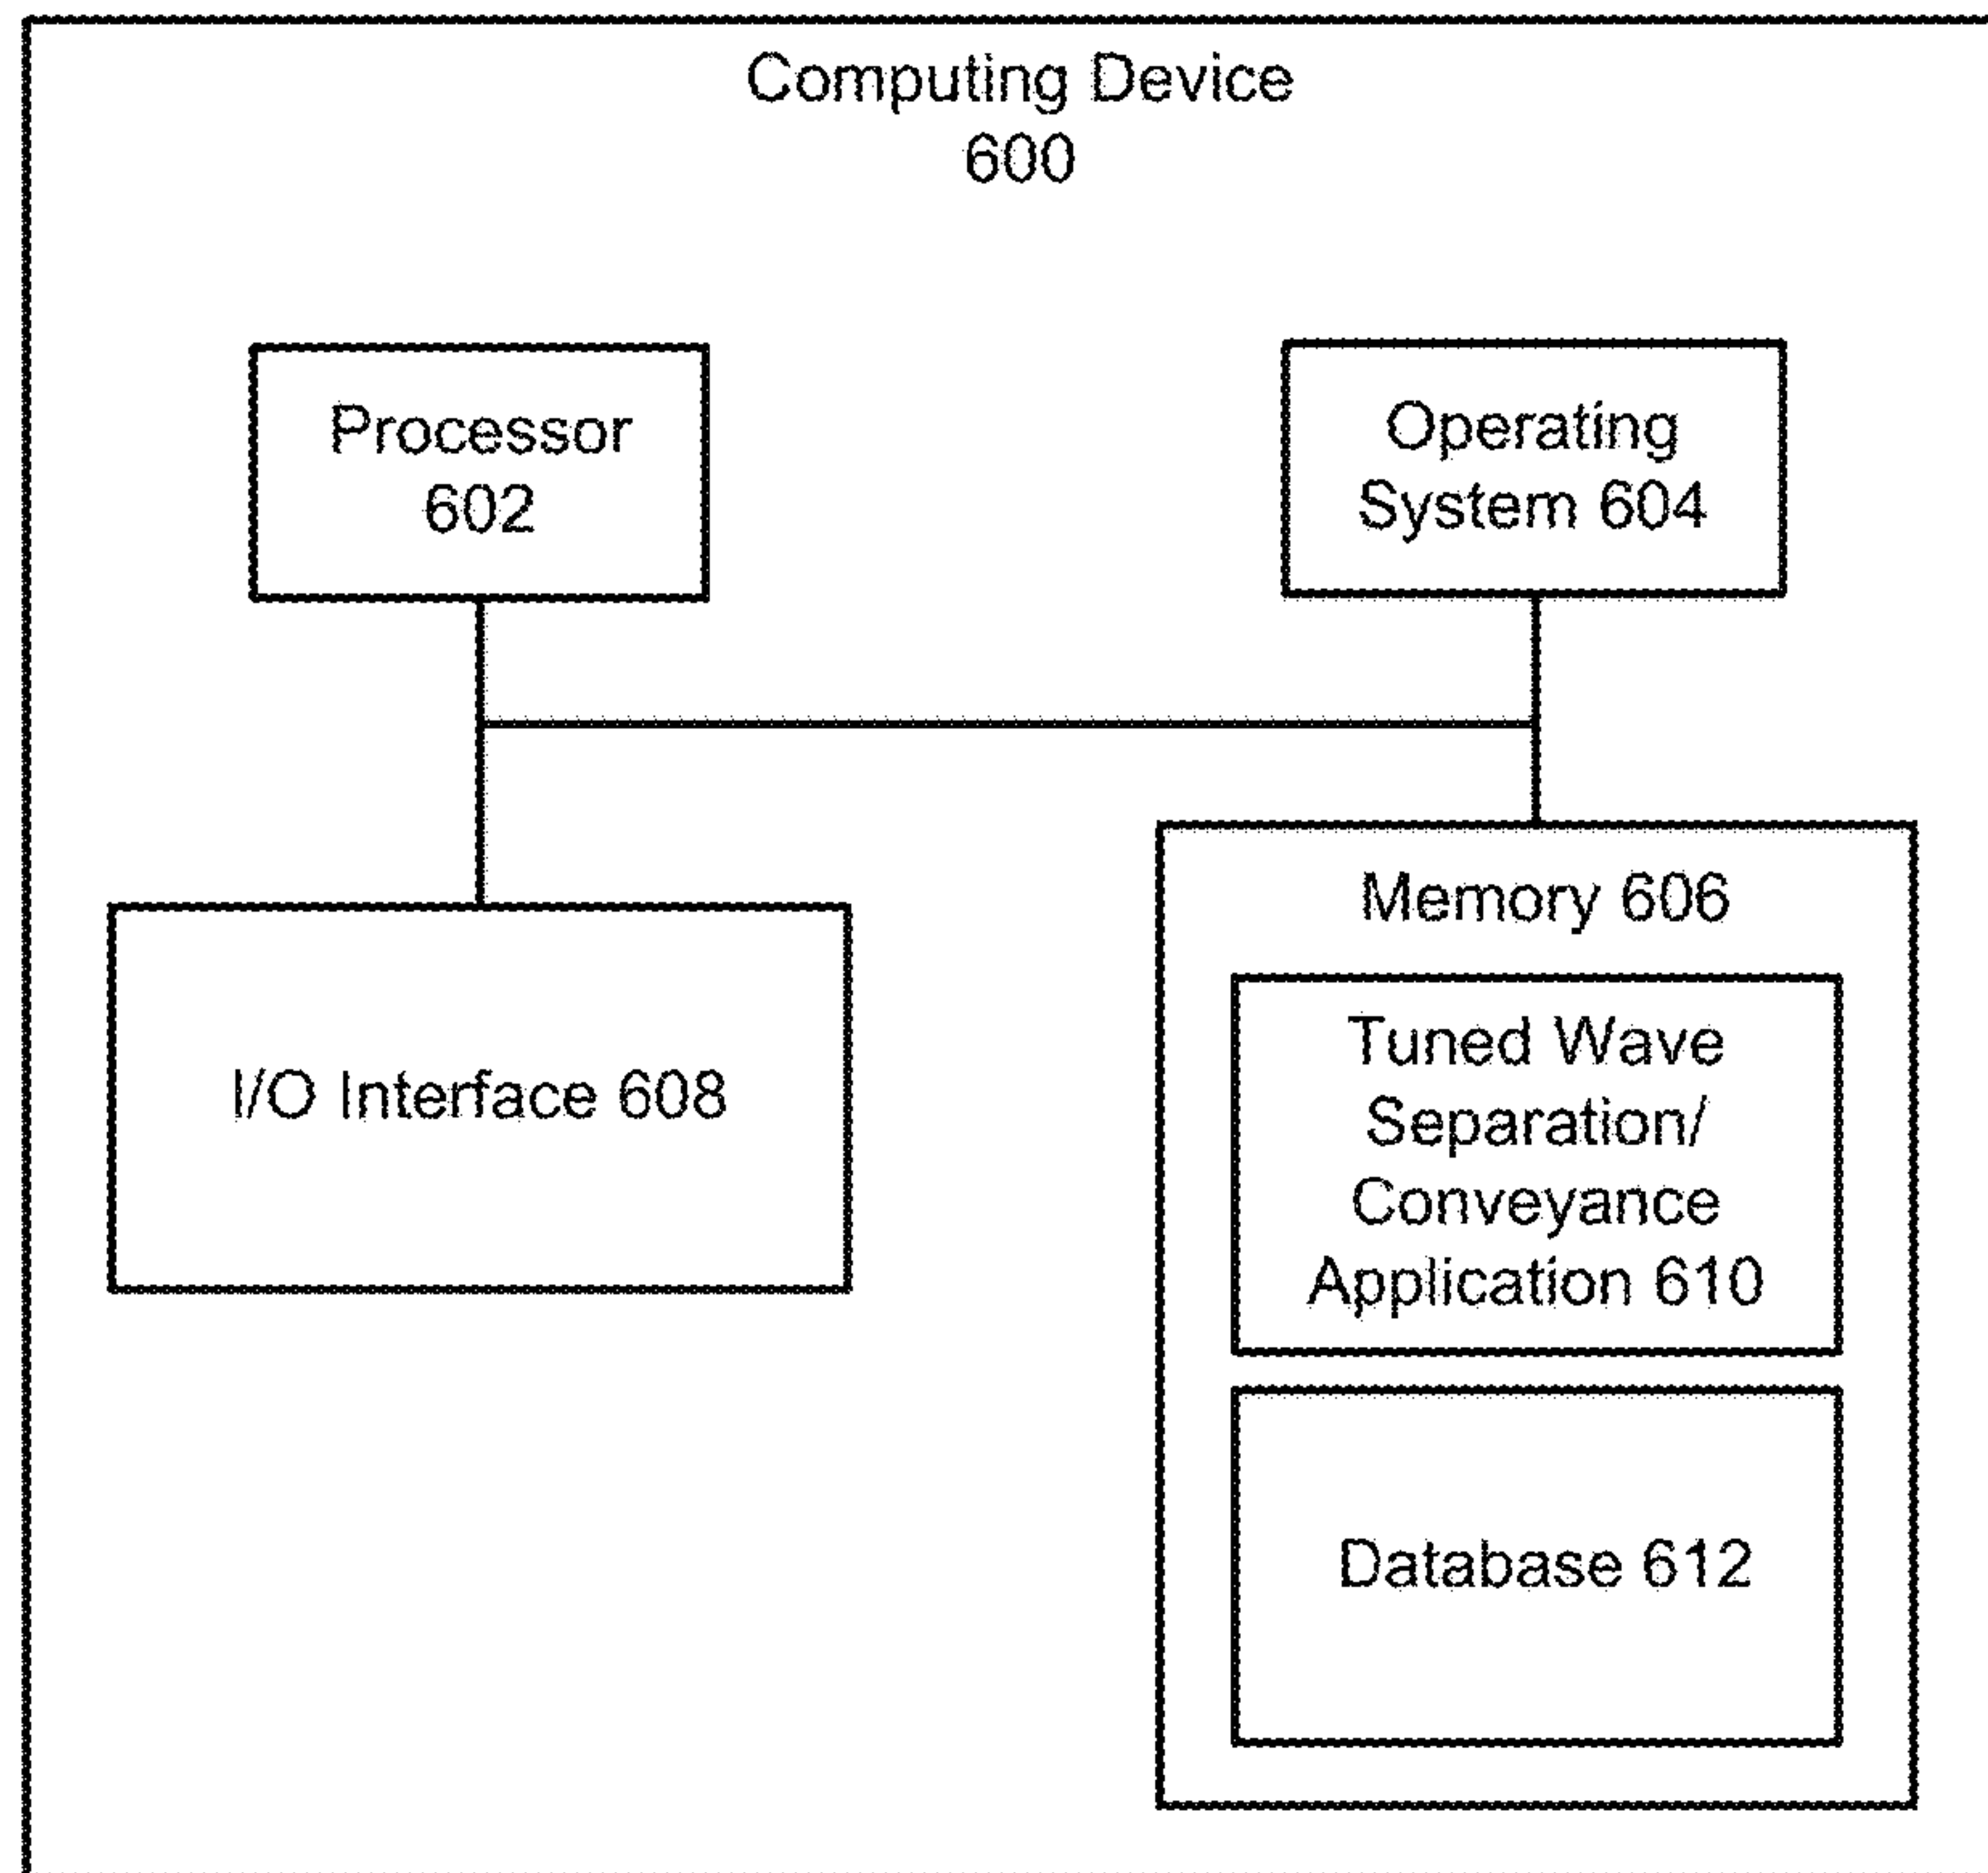 Computing Device
600
Processor
602
Operating
System 604
I/O Interface 608
Memory 606
Tuned Wave
Separation/
Conveyance
Application 610
Database 612